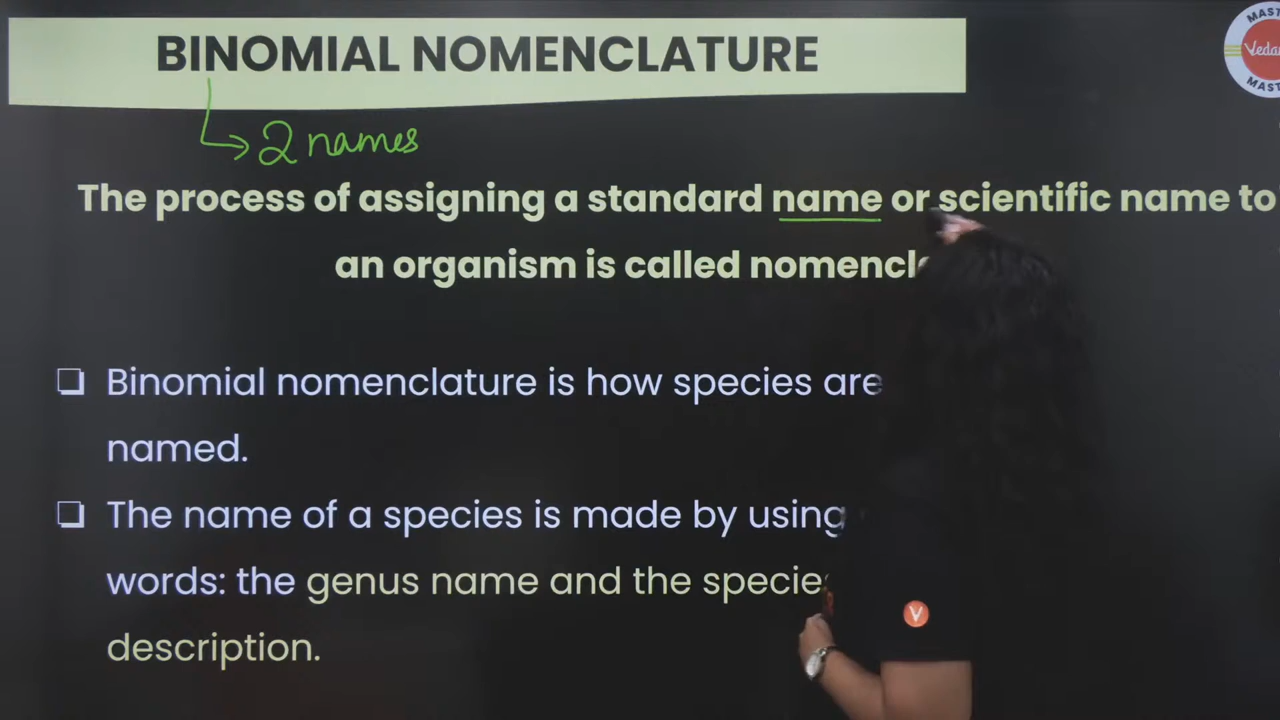 BINOMIAL NOMENCLATURE
MAST
MAST
2 names
The process of assigning a standard name or scientific name to
an organism is called
Binomial nomenclature is how species are
named.
The name of a species is made by using
words: the genus name and the
description.
V